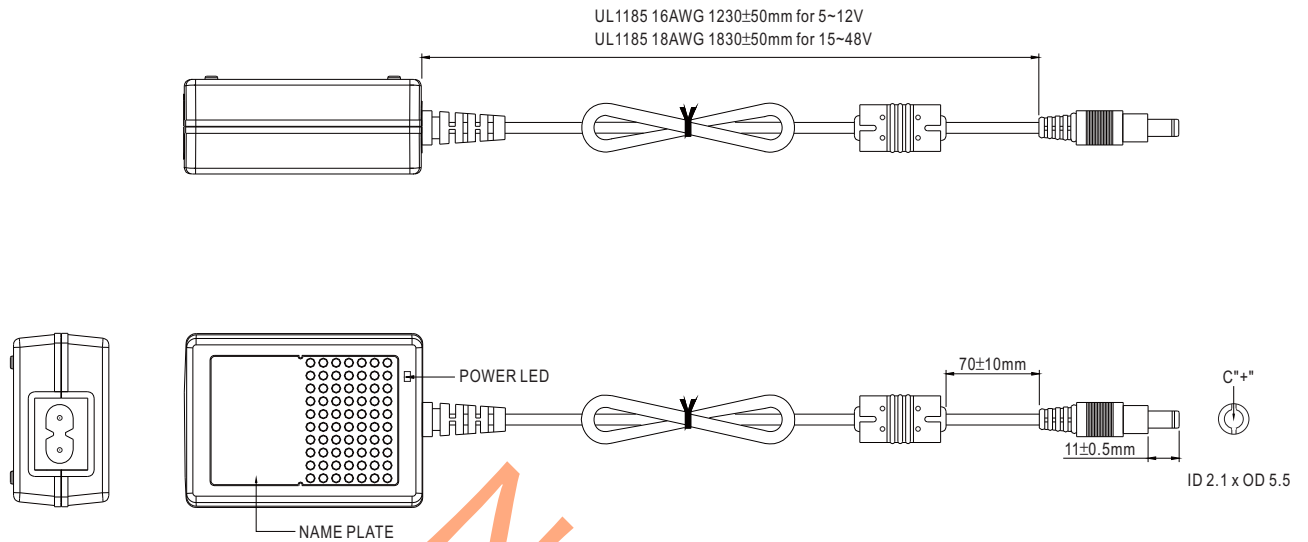 UL1185 16AWG 1230±50mm for 5~12V
UL1185 18AWG 1830±50mm for 15~48V
POWER LED
70±10mm
C"+"
11±0.5mm
ID 2.1 x OD 5.5
NAME PLATE